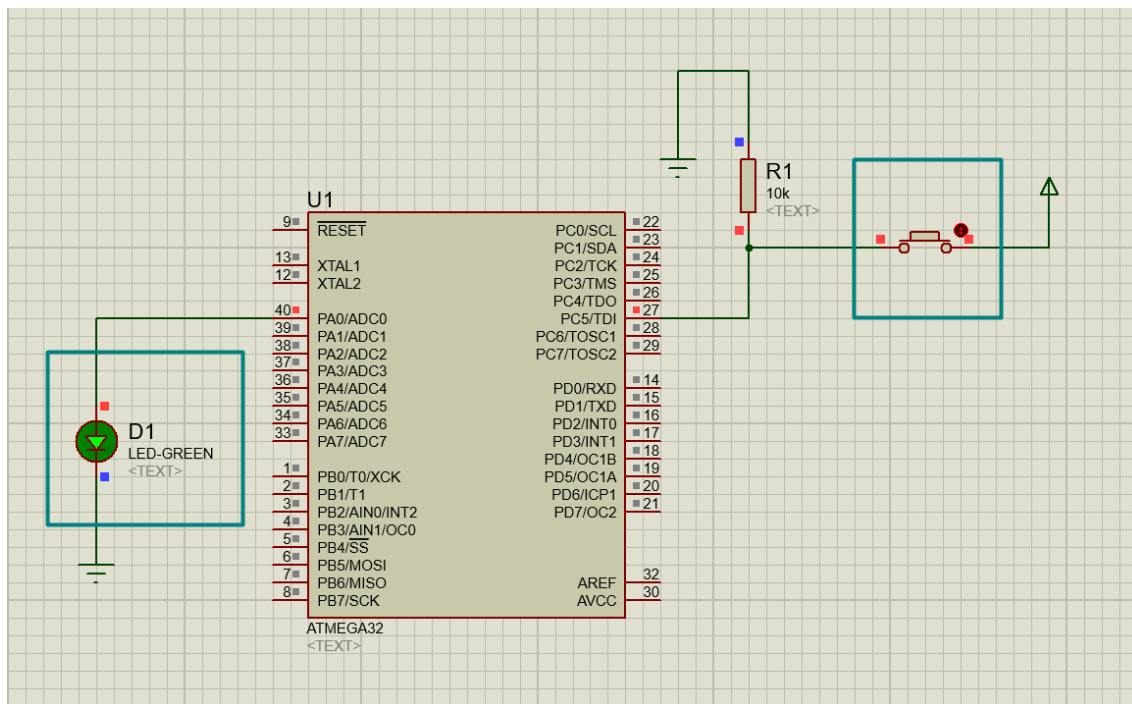 U1
9
RESET
13
XTAL1
12
XTAL2
40
PA0/ADC0
39
PA1/ADC1
38
PA2/ADC2
37
PA3/ADC3
36
PA4/ADC4
35
PA5/ADC5
34
PA6/ADC6
33
PA7/ADC7
1
PB0/T0/XCK
2
PB1/T1
3
PB2/AIN0/INT2
4
PB3/AIN1/OC0
5
PB4/SS
6
PB5/MOSI
7
PB6/MISO
8
PB7/SCK
22
PC0/SCL
23
PC1/SDA
24
PC2/TCK
25
PC3/TMS
26
PC4/TDO
27
PC5/TDI
28
PC6/TOSC1
29
PC7/TOSC2
14
PD0/RXD
15
PD1/TXD
16
PD2/INT0
17
PD3/INT1
18
PD4/OC1B
19
PD5/OC1A
20
PD6/ICP1
21
PD7/OC2
32
AREF
30
AVCC
ATMEGA32
<TEXT>
D1
LED-GREEN
<TEXT>
R1
10k
<TEXT>